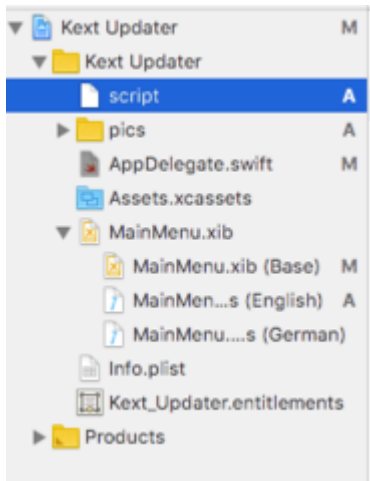 Kext Updater M
Kext Updater
script A
pics A
AppDelegate.swift M
Assets.xcassets
MainMenu.xib
MainMenu.xib (Base) M
MainMen...s (English) A
MainMenu....s (German)
Info.plist
Kext_Updater.entitlements
Products